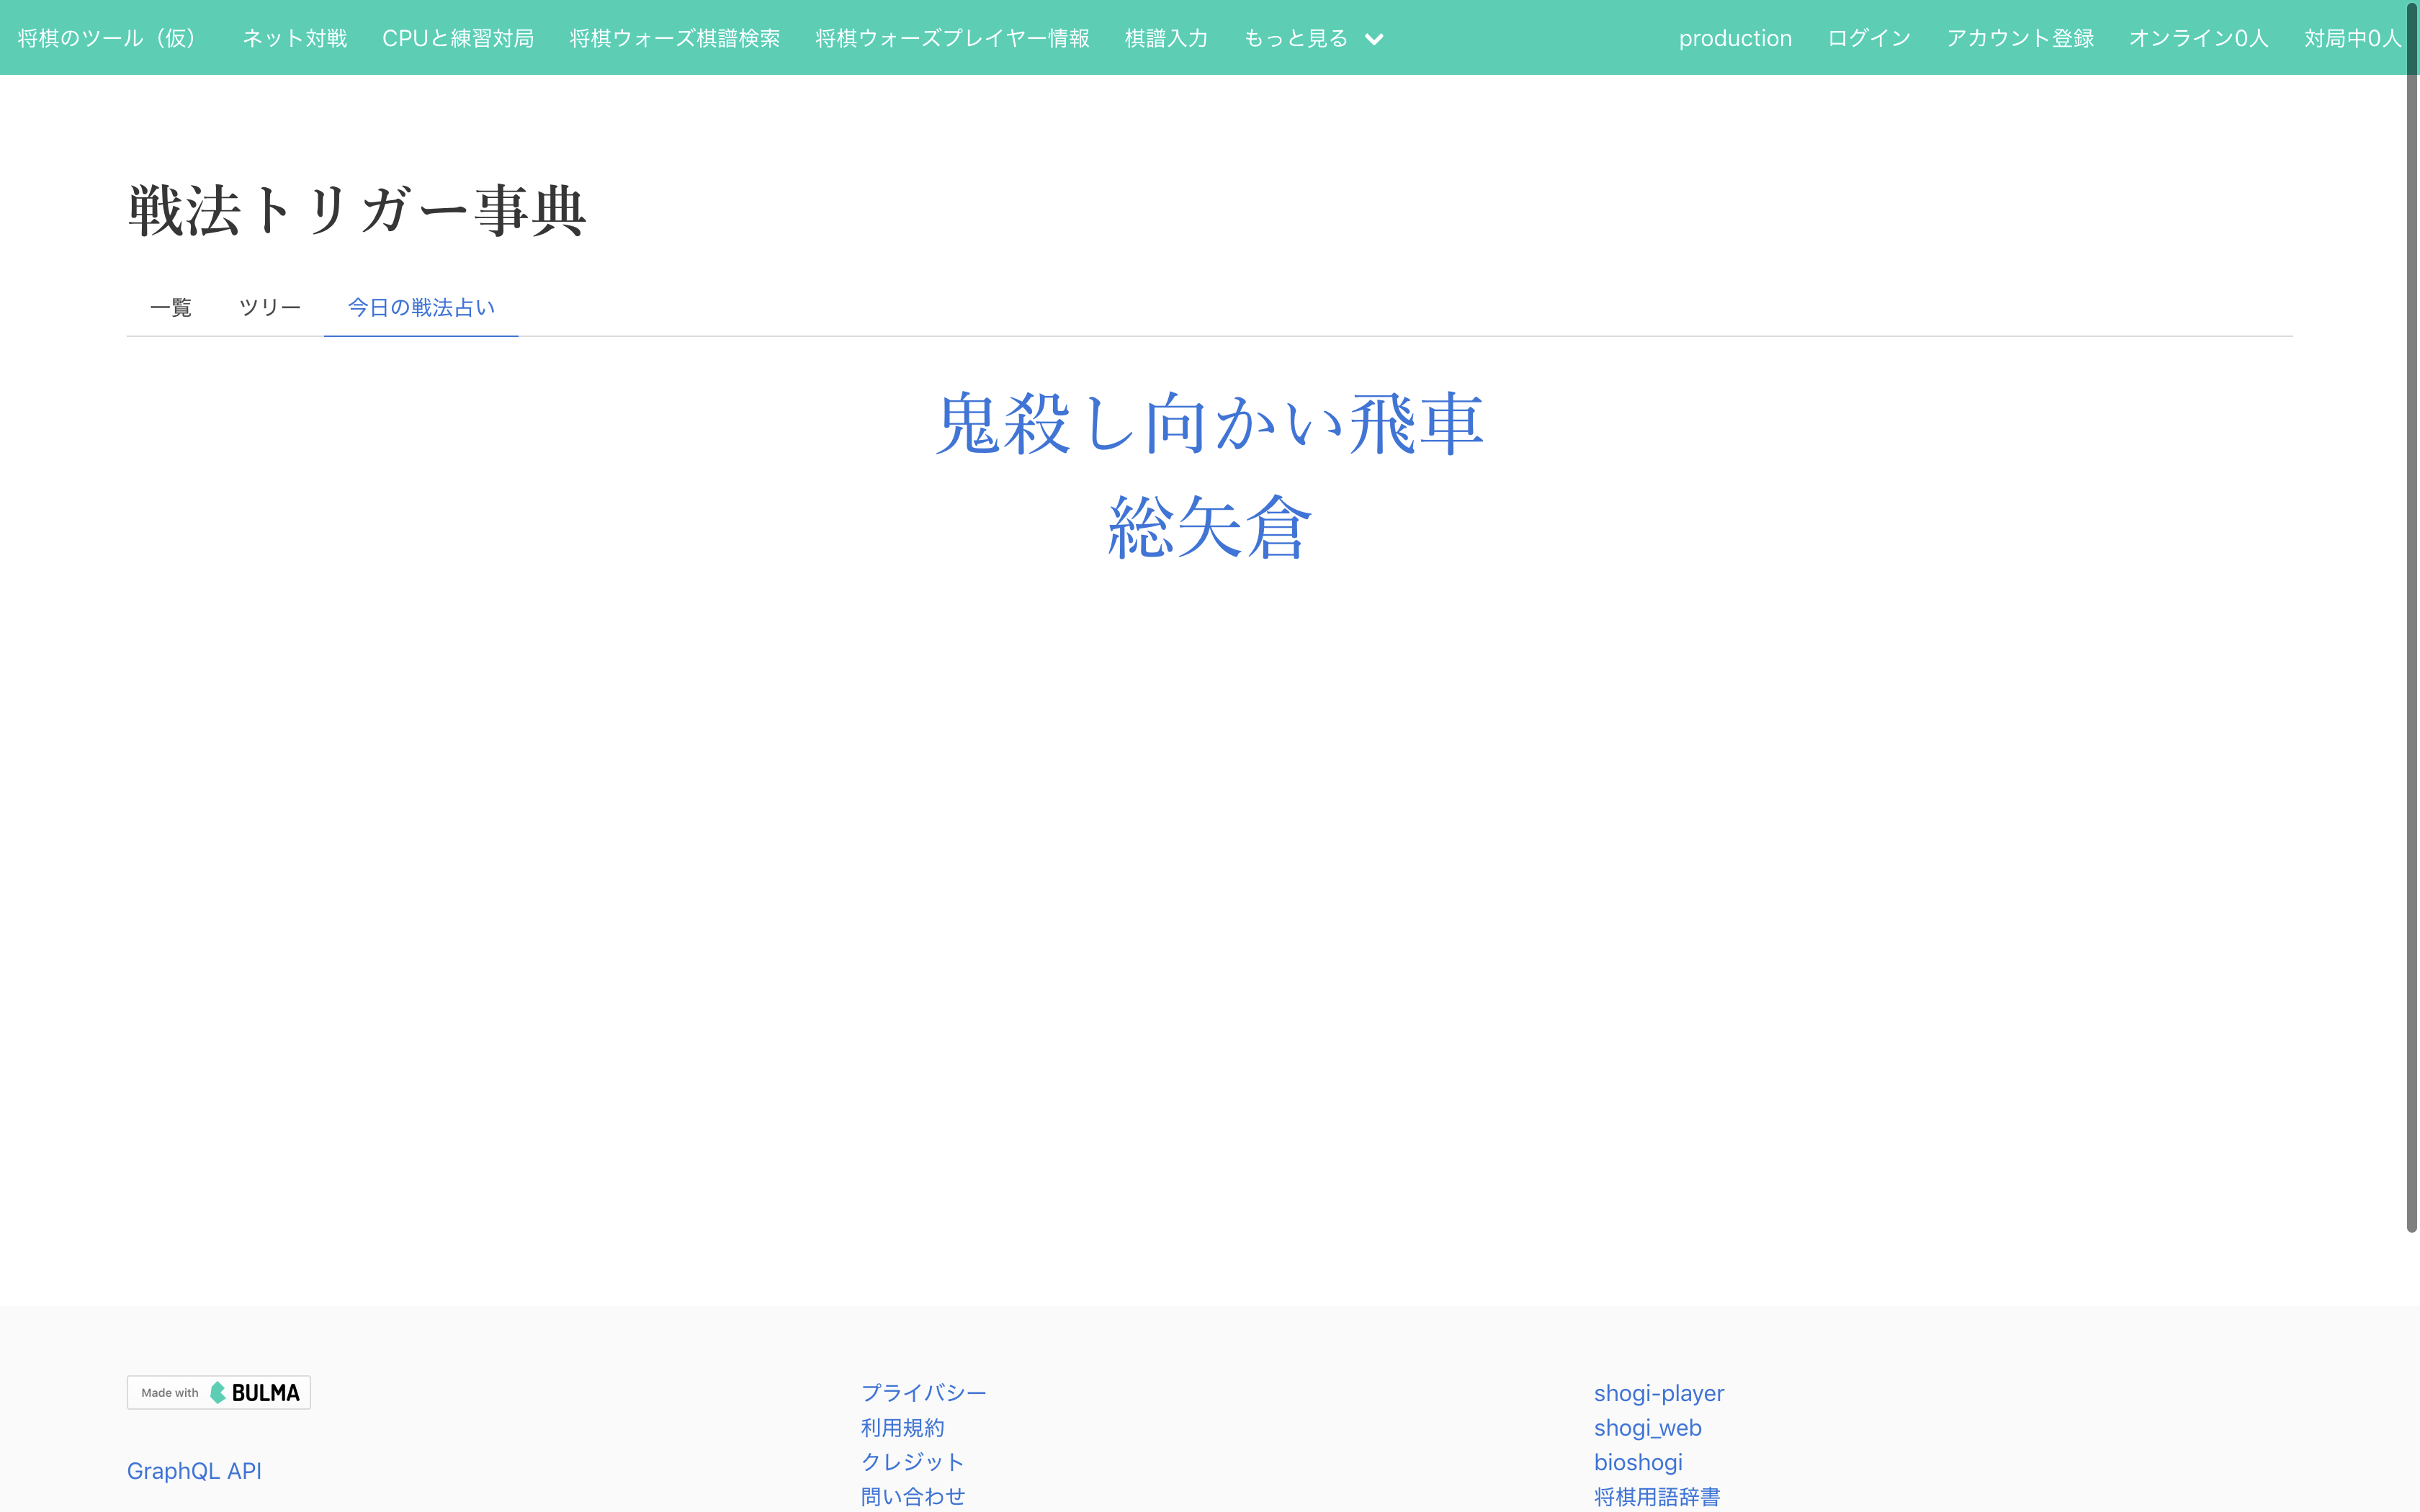 将棋のツール（仮） ネット対戦 CPUと練習対局 将棋ウォーズ棋譜検索 将棋ウォーズプレイヤー情報 棋譜入力 もっと見る production ログイン アカウント登録 オンライン0人 対局中0人
戦法トリガー事典
一覧 ツリー 今日の戦法占い
鬼殺し向かい飛車
総矢倉
Made with BULMA
GraphQL API
プライバシー
利用規約
クレジット
問い合わせ
shogi-player
shogi_web
bioshogi
将棋用語辞書